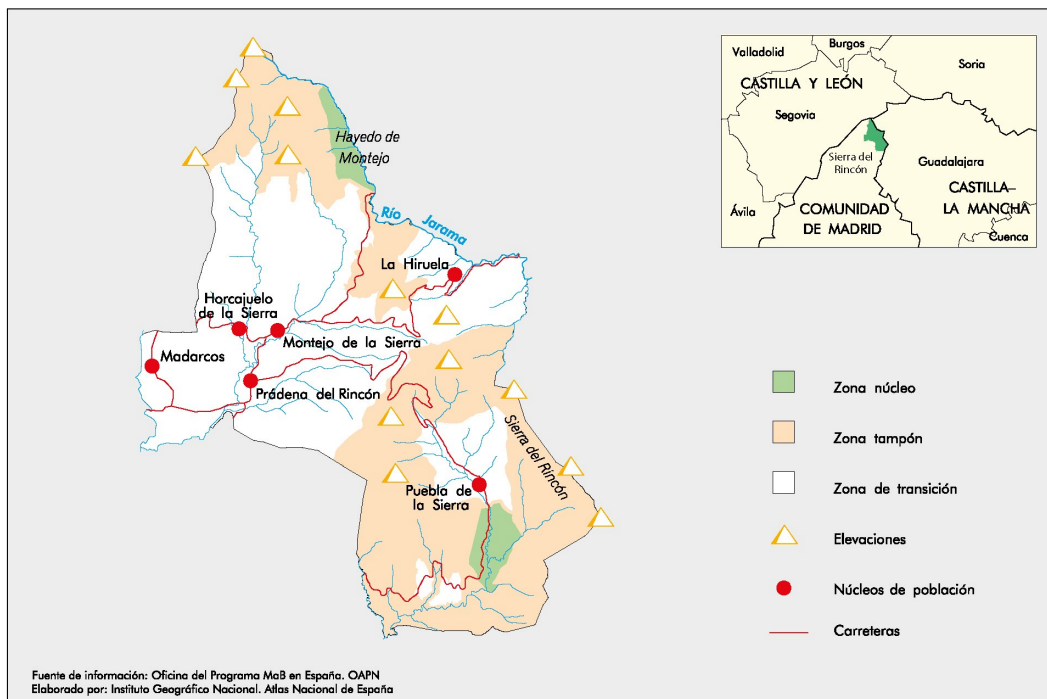 Hayedo de
Montejo
Río Jarama
La Hiruela
Horcajuelo
de la Sierra
Montejo de la Sierra
Madarcos
Prádena del Rincón
Sierra del Rincón
Puebla de
la Sierra
Valladolid
Burgos
Soria
CASTILLA Y LEÓN
Segovia
Sierra del
Rincón
Guadalajara
CASTILLA–
LA MANCHA
Ávila
COMUNIDAD
DE MADRID
Cuenca
Zona núcleo
Zona tampón
Zona de transición
Elevaciones
Núcleos de población
Carreteras
Fuente de información: Oficina del Programa MaB en España. OAPN
Elaborado por: Instituto Geográfico Nacional. Atlas Nacional de España